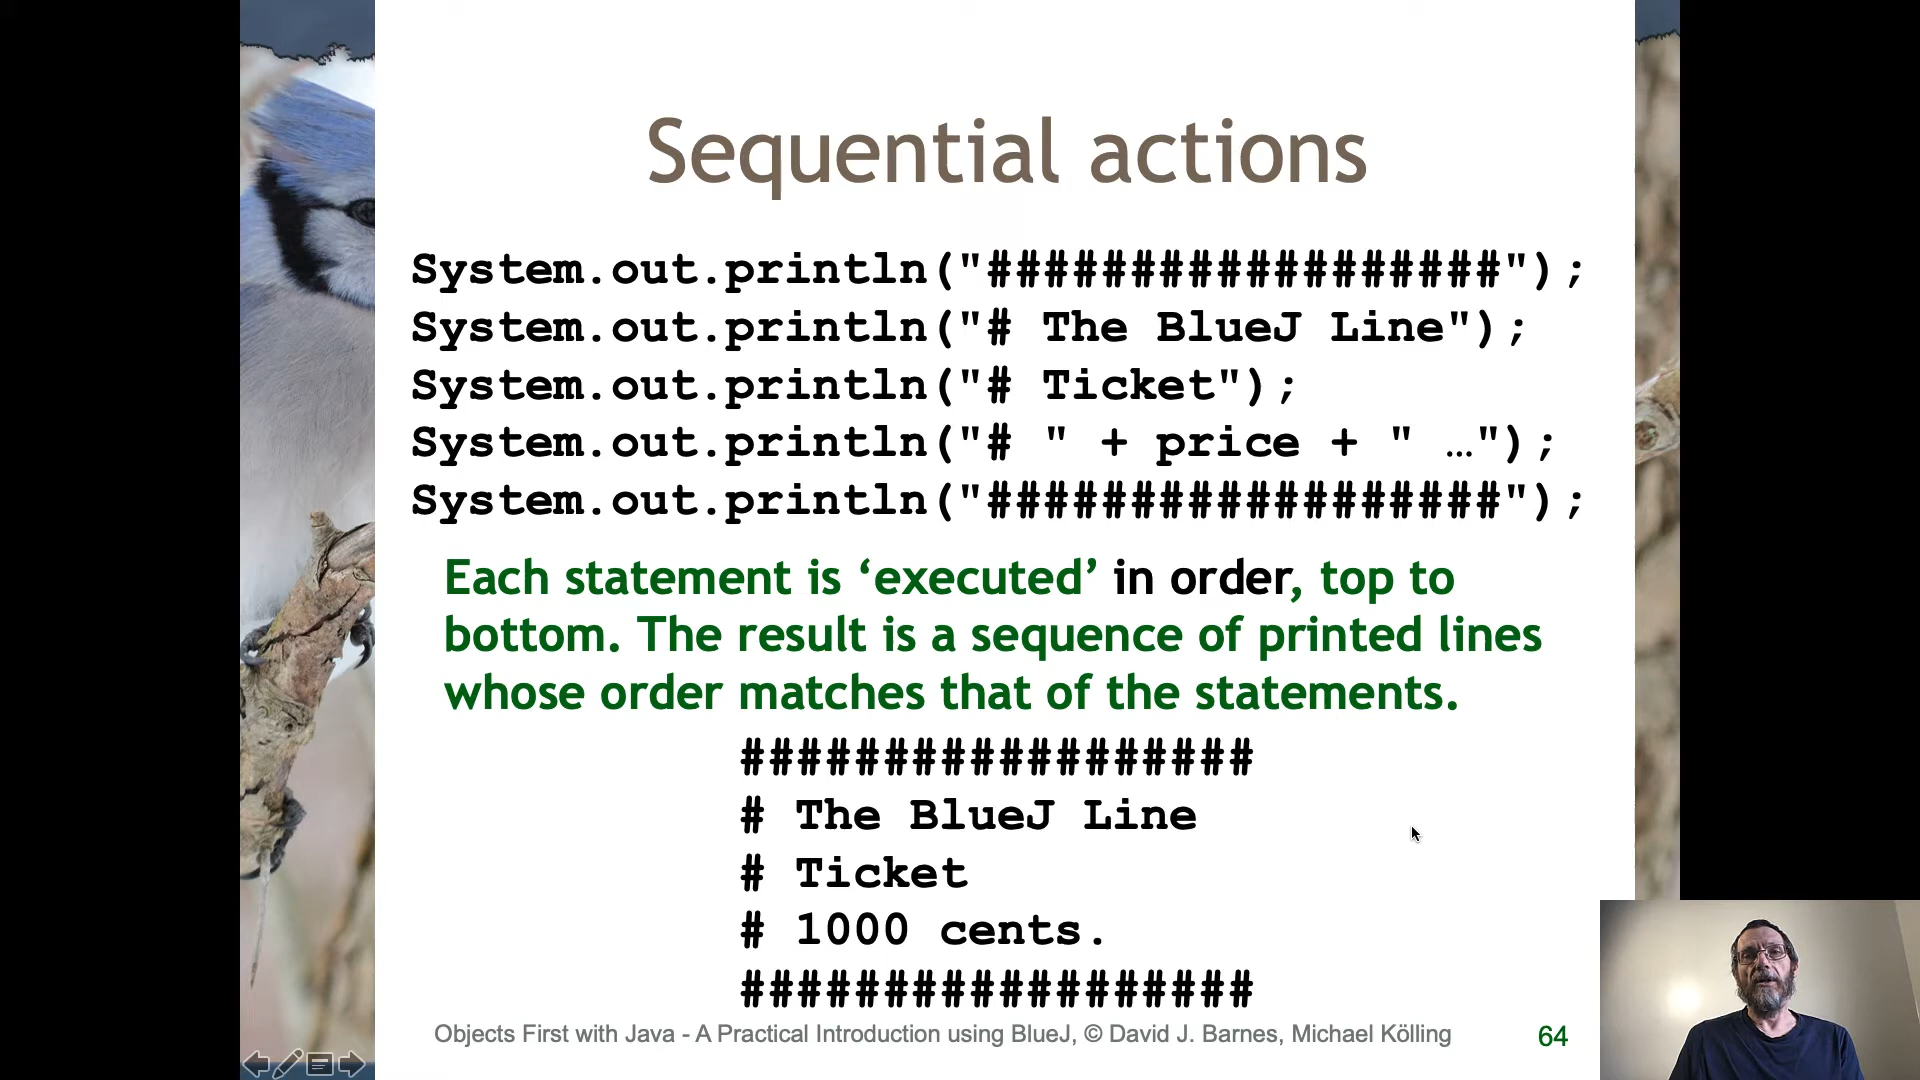 Sequential actions
System.out.println("##################");
System.out.println("# The BlueJ Line");
System.out.println("# Ticket");
System.out.println("# " + price + " …");
System.out.println("##################");
Each statement is ‘executed’ in order, top to
bottom. The result is a sequence of printed lines
whose order matches that of the statements.
##################
# The BlueJ Line
# Ticket
# 1000 cents.
##################
Objects First with Java - A Practical Introduction using BlueJ, © David J. Barnes, Michael Kölling
64